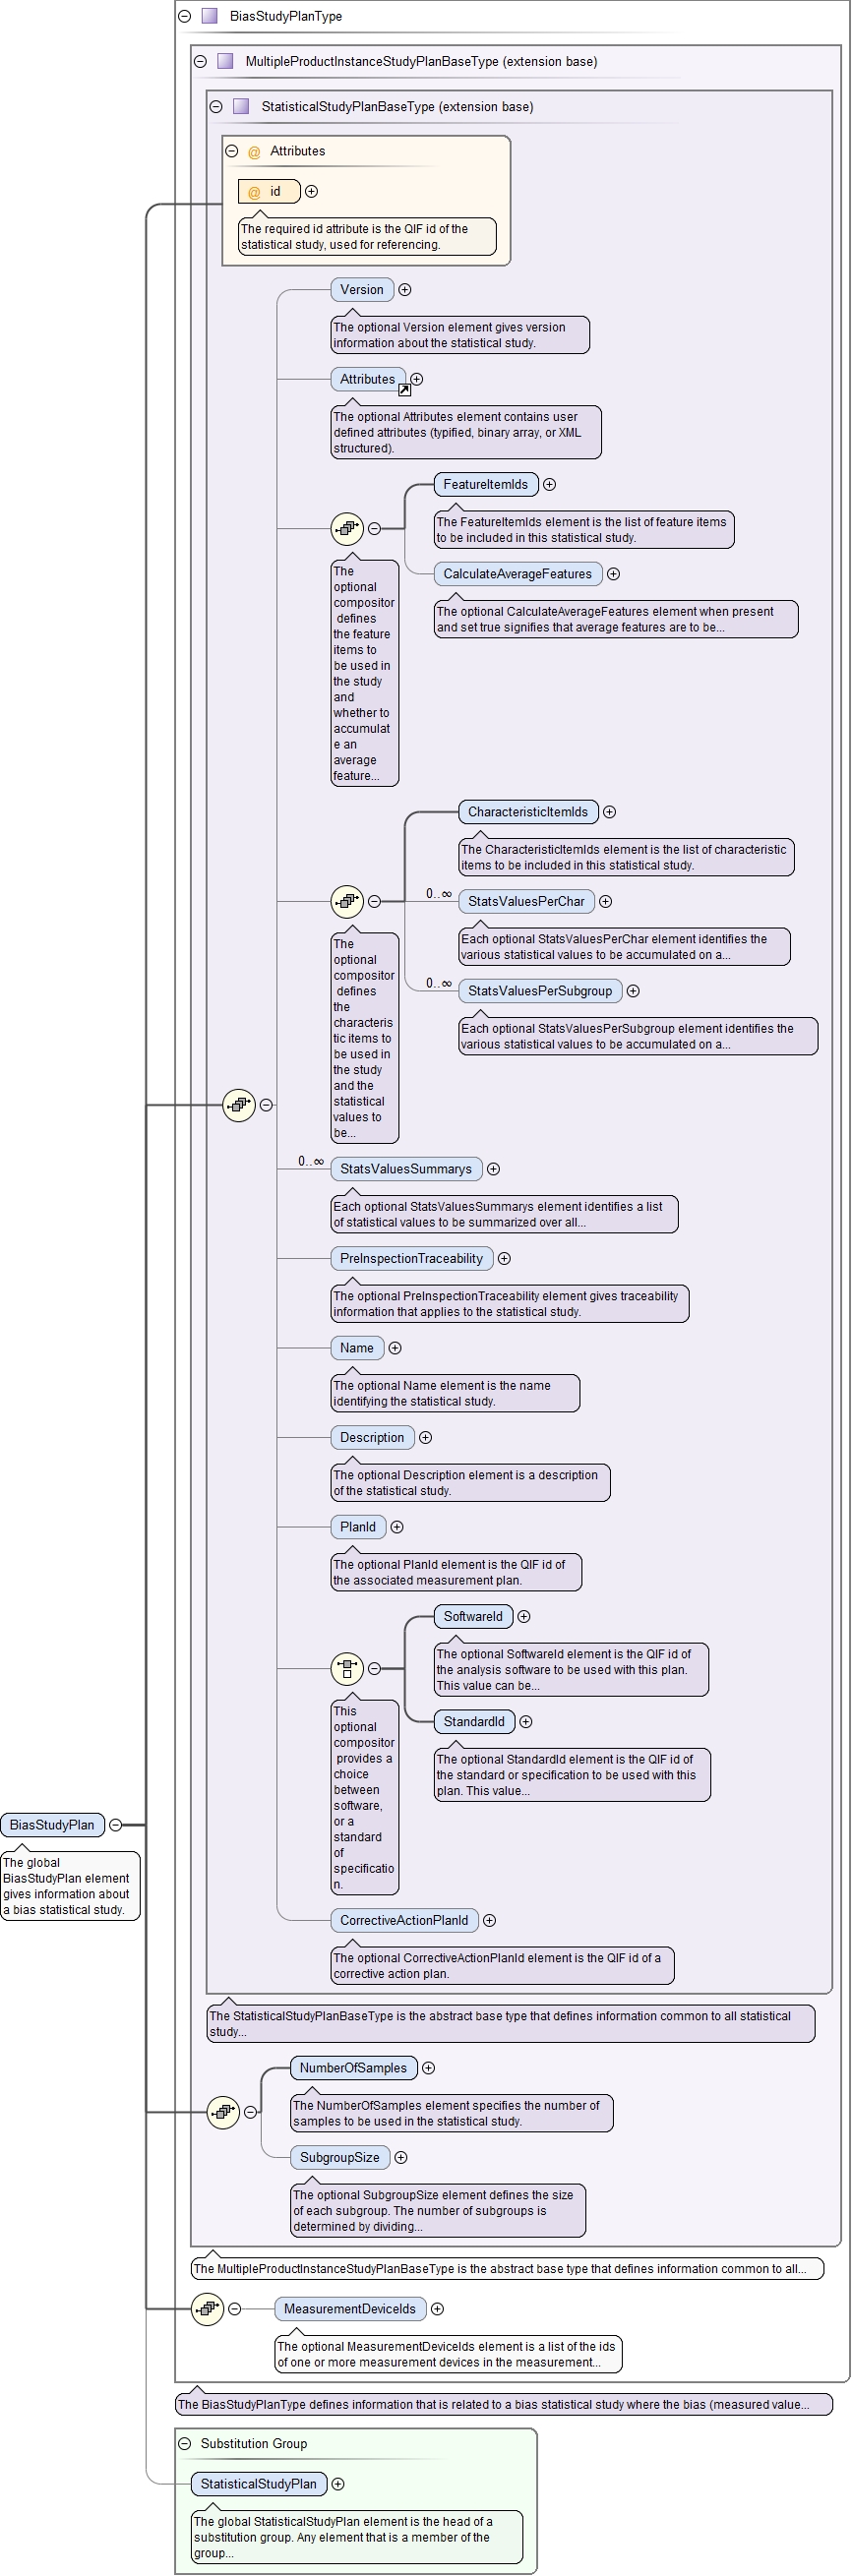 BiasStudyPlanType
MultipleProductInstanceStudyPlanBaseType (extension base)
StatisticalStudyPlanBaseType (extension base)
@ Attributes
@ id
The required id attribute is the QIF id of the
statistical study, used for referencing.
Version
The optional Version element gives version
information about the statistical study.
Attributes
The optional Attributes element contains user
defined attributes (typified, binary array, or XML
structured).
FeatureItemIds
The FeatureItemIds element is the list of feature items
to be included in this statistical study.
CalculateAverageFeatures
The optional CalculateAverageFeatures element when present
and set true signifies that average features are to be...
The
optional
compositor
defines
the feature
items to
be used in
the study
and
whether to
accumulat
e an
average
feature...
CharacteristicItemIds
The CharacteristicItemIds element is the list of characteristic
items to be included in this statistical study.
0..∞
StatsValuesPerChar
Each optional StatsValuesPerChar element identifies the
various statistical values to be accumulated on a...
0..∞
StatsValuesPerSubgroup
Each optional StatsValuesPerSubgroup element identifies the
various statistical values to be accumulated on a...
The
optional
compositor
defines
the
characteris
tic items to
be used in
the study
and the
statistical
values to
be...
0..∞
StatsValuesSummarys
Each optional StatsValuesSummarys element identifies a list
of statistical values to be summarized over all...
PreInspectionTraceability
The optional PreInspectionTraceability element gives traceability
information that applies to the statistical study.
Name
The optional Name element is the name
identifying the statistical study.
Description
The optional Description element is a description
of the statistical study.
PlanId
The optional PlanId element is the QIF id of
the associated measurement plan.
SoftwareId
The optional SoftwareId element is the QIF id of
the analysis software to be used with this plan.
This value can be...
StandardId
The optional StandardId element is the QIF id of
the standard or specification to be used with this
plan. This value...
This
optional
compositor
provides a
choice
between
software,
or a
standard
of
specificatio
n.
BiasStudyPlan
The global
BiasStudyPlan element
gives information about
a bias statistical study.
CorrectiveActionPlanId
The optional CorrectiveActionPlanId element is the QIF id of a
corrective action plan.
The StatisticalStudyPlanBaseType is the abstract base type that defines information common to all statistical
study...
NumberOfSamples
The NumberOfSamples element specifies the number of
samples to be used in the statistical study.
SubgroupSize
The optional SubgroupSize element defines the size
of each subgroup. The number of subgroups is
determined by dividing...
The MultipleProductInstanceStudyPlanBaseType is the abstract base type that defines information common to all...
MeasurementDeviceIds
The optional MeasurementDeviceIds element is a list of the ids
of one or more measurement devices in the measurement...
The BiasStudyPlanType defines information that is related to a bias statistical study where the bias (measured value...
Substitution Group
StatisticalStudyPlan
The global StatisticalStudyPlan element is the head of a
substitution group. Any element that is a member of the
group...